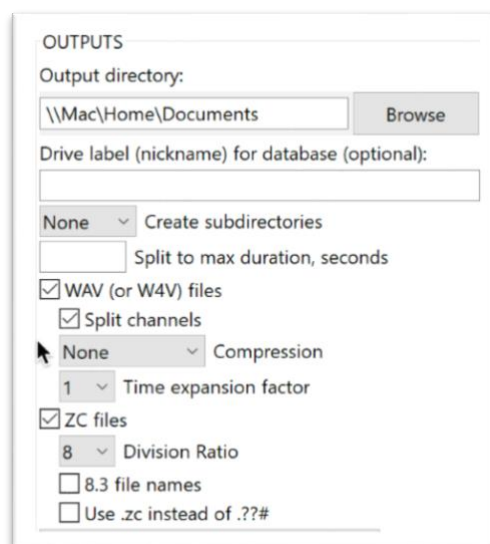 OUTPUTS
Output directory:
\\Mac\Home\Documents Browse
Drive label (nickname) for database (optional):
None Create subdirectories
Split to max duration, seconds
WAV (or W4V) files
Split channels
None Compression
1 Time expansion factor
ZC files
8 Division Ratio
8.3 file names
Use .zc instead of .??#